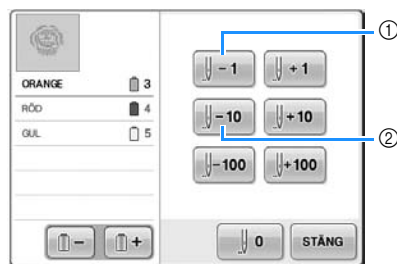 ①
- 1 + 1
ORANGE 3
RÖD 4
GUL 5
- 10 + 10
②
-100 +100
- +
0 STÄNG